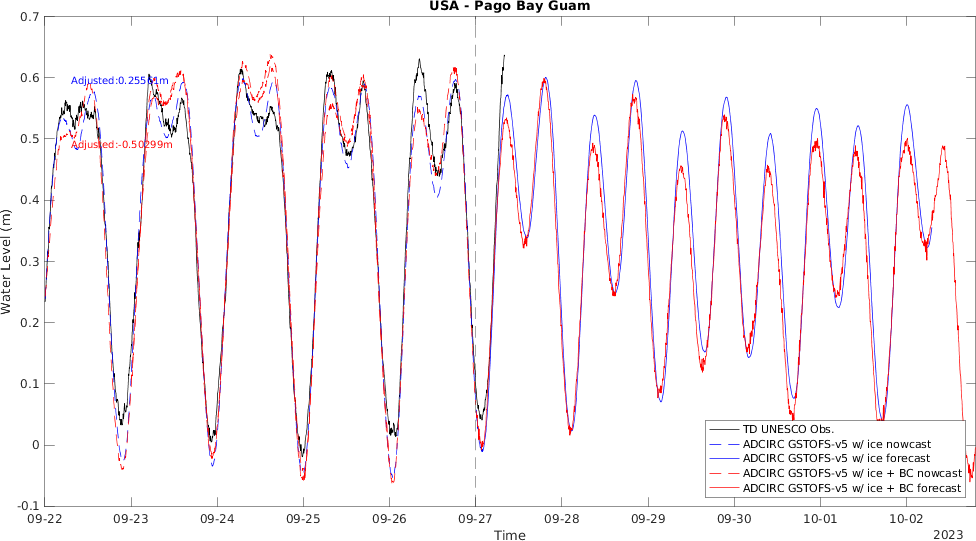 USA - Pago Bay Guam
0.7
0.6
0.5
0.4
0.3
0.2
0.1
0
-0.1
Water Level (m)
Adjusted:0.25561m
Adjusted:-0.50299m
TD UNESCO Obs.
ADCIRC GSTOFS-v5 w/ ice nowcast
ADCIRC GSTOFS-v5 w/ ice forecast
ADCIRC GSTOFS-v5 w/ ice + BC nowcast
ADCIRC GSTOFS-v5 w/ ice + BC forecast
09-22 09-23 09-24 09-25 09-26 09-27 09-28 09-29 09-30 10-01 10-02
Time
2023